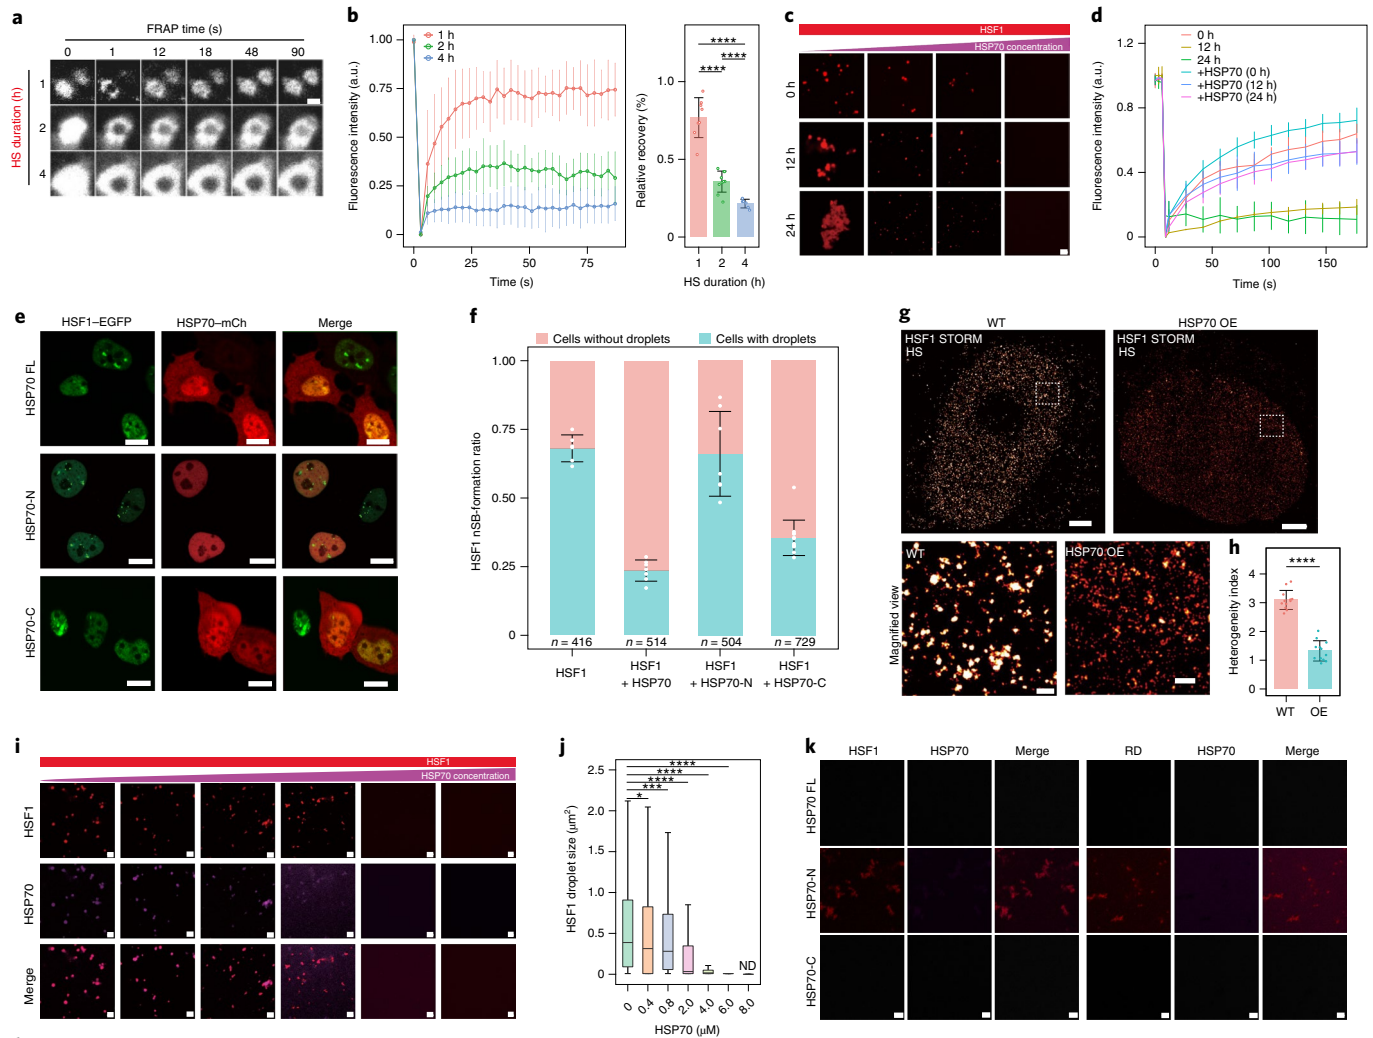 a
FRAP time (s)
0 1 12 18 48 90
HS duration (h)
1
2
4
b
Fluorescence intensity (a.u.)
1.00
0.75
0.50
0.25
0
1 h
2 h
4 h
0 25 50 75
Time (s)
Relative recovery (%)
1.0
0.5
0
****
****
****
1 2 4
HS duration (h)
c
HSF1
HSP70 concentration
0 h
12 h
24 h
d
Fluorescence intensity (a.u.)
1.2
0.8
0.4
0
0 h
12 h
24 h
+HSP70 (0 h)
+HSP70 (12 h)
+HSP70 (24 h)
0 50 100 150
Time (s)
e
HSF1–EGFP HSP70–mCh Merge
HSP70 FL
HSP70-N
HSP70-C
f
Cells without droplets Cells with droplets
HSF1 nSB-formation ratio
1.00
0.75
0.50
0.25
0
n = 416 n = 514 n = 504 n = 729
HSF1 HSF1 HSF1 HSF1
+ HSP70 + HSP70-N + HSP70-C
g
WT HSP70 OE
HSF1 STORM
HS
HSF1 STORM
HS
Magnified view
WT
HSP70 OE
h
Heterogeneity index
****
4
3
2
1
0
WT OE
i
HSF1
HSP70 concentration
HSF1
HSP70
Merge
j
HSF1 droplet size (μm²)
2.5
2.0
1.5
1.0
0.5
0
****
****
****
***
*
ND
0 0.4 0.8 2.0 4.0 6.0 8.0
HSP70 (μM)
k
HSF1 HSP70 Merge RD HSP70 Merge
HSP70 FL
HSP70-N
HSP70-C